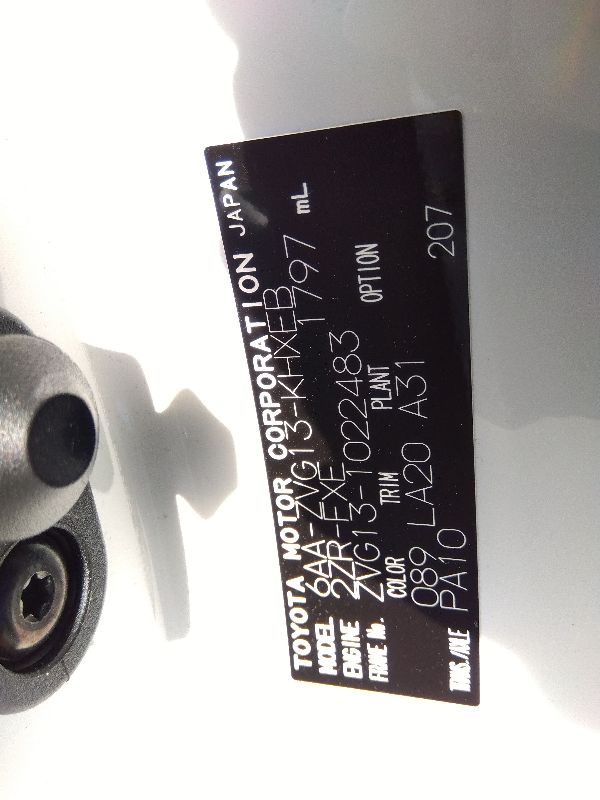 TOYOTA MOTOR CORPORATION JAPAN
MODEL 6AA-ZVG13-KHXEB
ENGINE 2ZR-FXE 1797 mL
FRAME No. ZVG13-1022483
COLOR TRIM PLANT OPTION
089 LA20 A31
TRANS./AXLE PA10 207